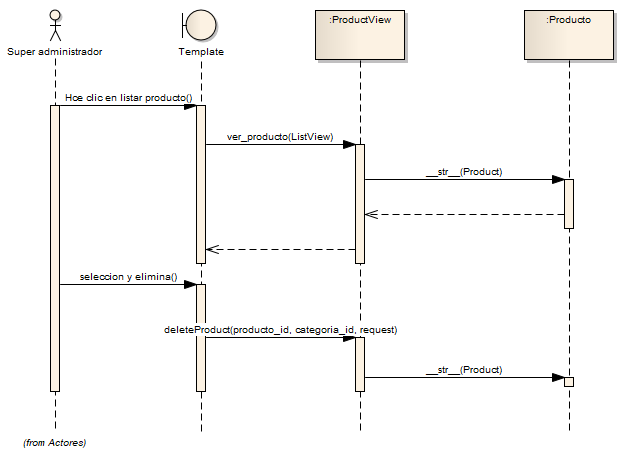 :ProductView
:Producto
Super administrador
Template
Hce clic en listar producto()
ver_producto(ListView)
__str__(Product)
seleccion y elimina()
deleteProduct(producto_id, categoria_id, request)
__str__(Product)
(from Actores)